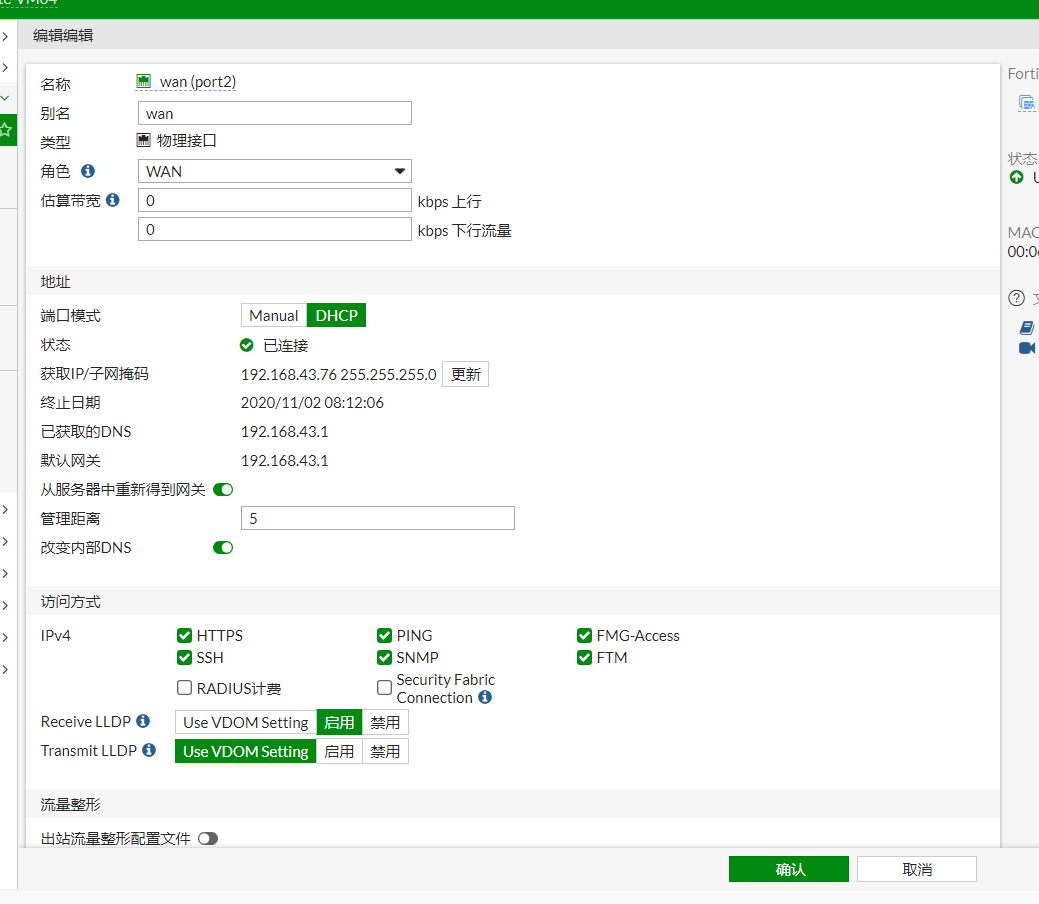 编辑编辑
名称 wan (port2)
别名 wan
类型 物理接口
角色 WAN
估算带宽 0 kbps 上行
0 kbps 下行流量
地址
端口模式 Manual DHCP
状态 已连接
获取IP/子网掩码 192.168.43.76 255.255.255.0 更新
终止日期 2020/11/02 08:12:06
已获取的DNS 192.168.43.1
默认网关 192.168.43.1
从服务器中重新得到网关
管理距离 5
改变内部DNS
访问方式
IPv4 HTTPS PING FMG-Access
SSH SNMP FTM
RADIUS计费 Security Fabric
Connection
Receive LLDP Use VDOM Setting 启用 禁用
Transmit LLDP Use VDOM Setting 启用 禁用
流量整形
出站流量整形配置文件
确认 取消
Forti
状态
MAC
00:0